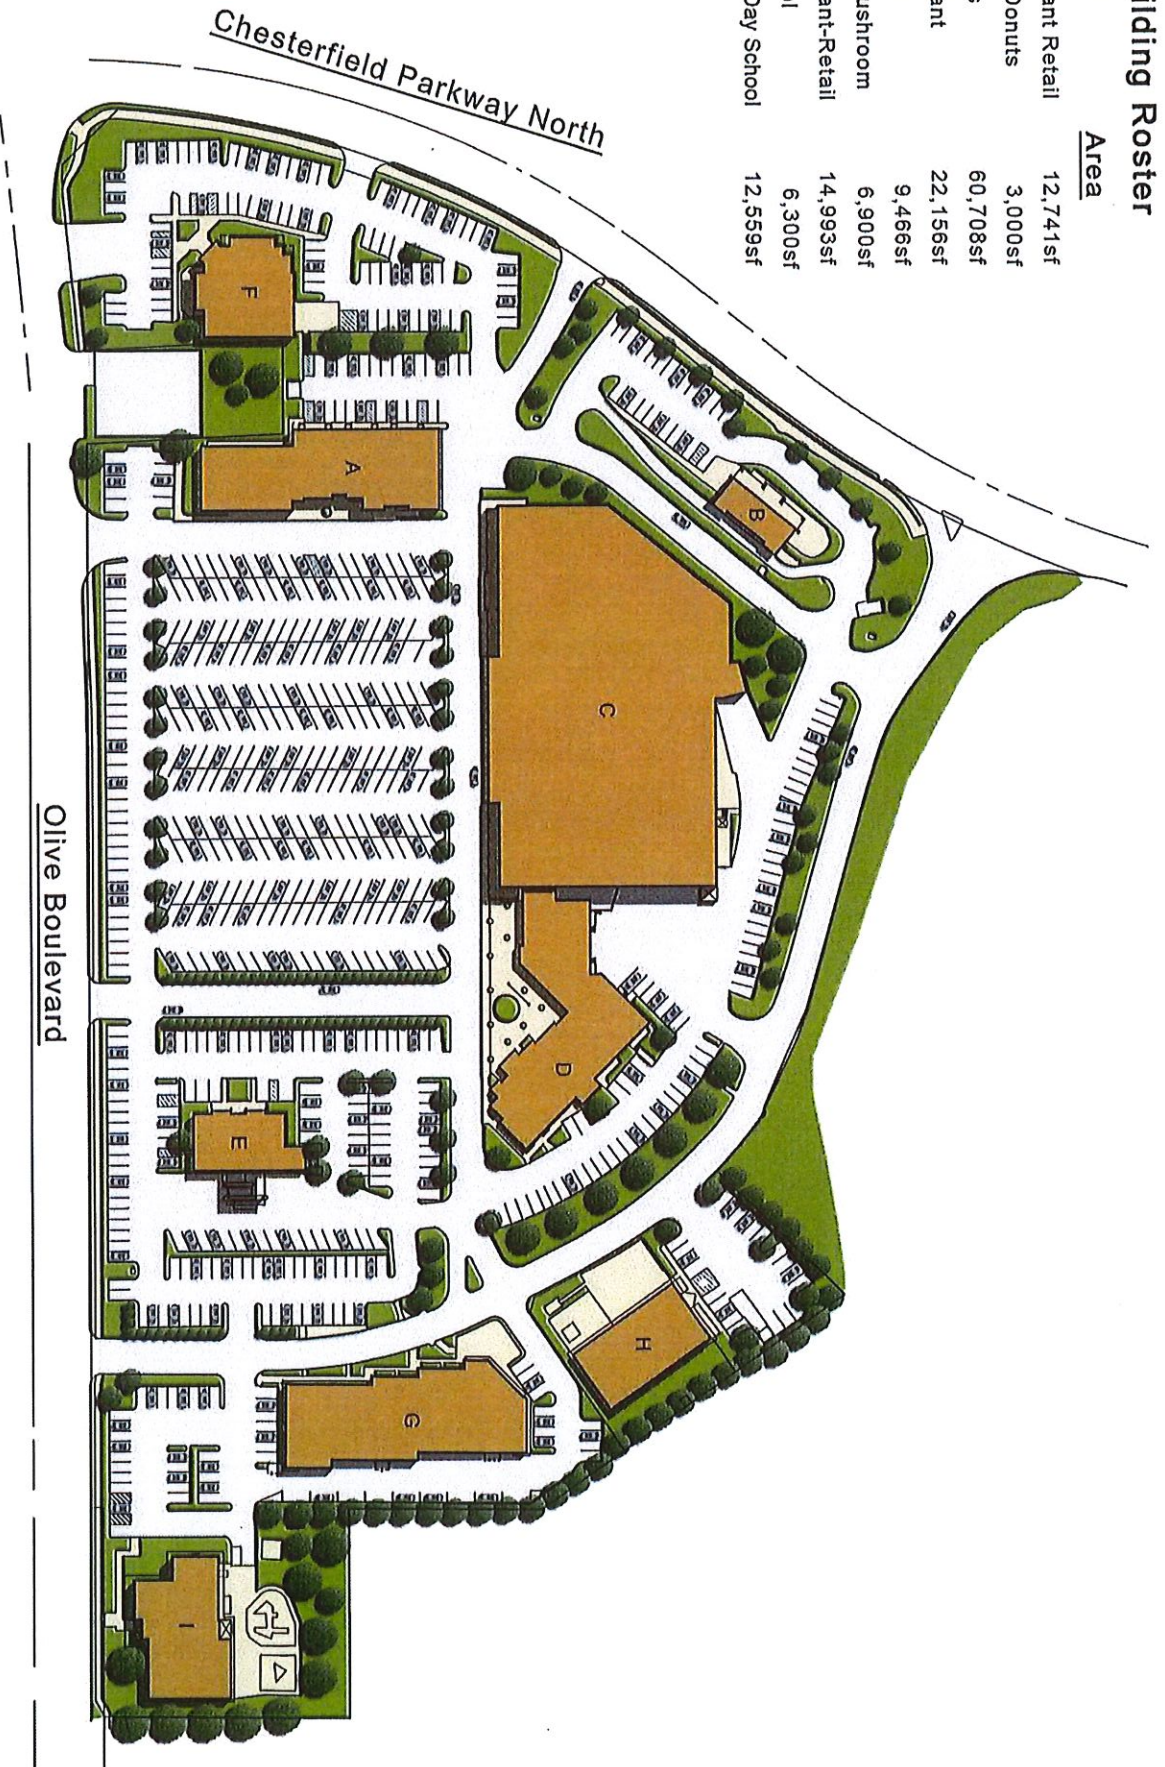 ilding Roster
Area
ant Retail 12,741sf
Donuts 3,000sf
s 60,708sf
ant 22,156sf
9,466sf
ushroom 6,900sf
ant-Retail 14,993sf
ol 6,300sf
Day School 12,559sf
Chesterfield Parkway North
F
A
B
C
D
E
H
G
I
Olive Boulevard